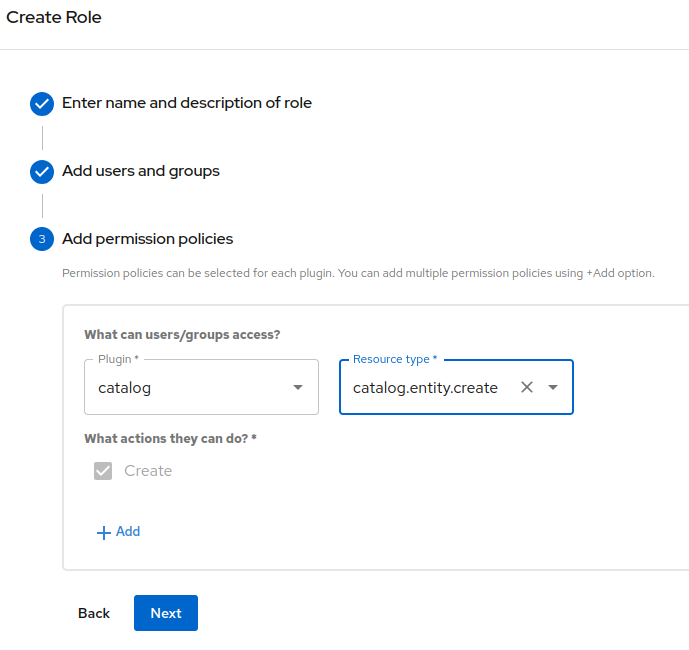 Create Role
Enter name and description of role
Add users and groups
3 Add permission policies
Permission policies can be selected for each plugin. You can add multiple permission policies using +Add option.
What can users/groups access?
Plugin * Resource type *
catalog catalog.entity.create
What actions they can do? *
Create
+ Add
Back Next